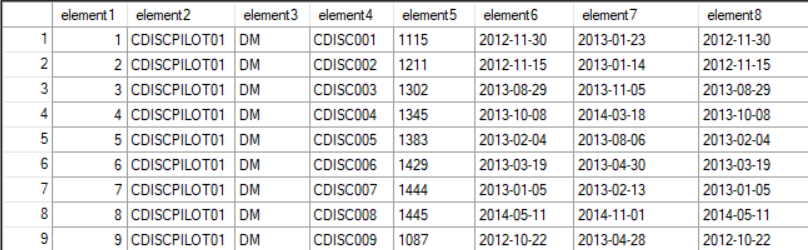 element1 element2 element3 element4 element5 element6 element7 element8
1 1 CDISCPILOT01 DM CDISC001 1115 2012-11-30 2013-01-23 2012-11-30
2 2 CDISCPILOT01 DM CDISC002 1211 2012-11-15 2013-01-14 2012-11-15
3 3 CDISCPILOT01 DM CDISC003 1302 2013-08-29 2013-11-05 2013-08-29
4 4 CDISCPILOT01 DM CDISC004 1345 2013-10-08 2014-03-18 2013-10-08
5 5 CDISCPILOT01 DM CDISC005 1383 2013-02-04 2013-08-06 2013-02-04
6 6 CDISCPILOT01 DM CDISC006 1429 2013-03-19 2013-04-30 2013-03-19
7 7 CDISCPILOT01 DM CDISC007 1444 2013-01-05 2013-02-13 2013-01-05
8 8 CDISCPILOT01 DM CDISC008 1445 2014-05-11 2014-11-01 2014-05-11
9 9 CDISCPILOT01 DM CDISC009 1087 2012-10-22 2013-04-28 2012-10-22